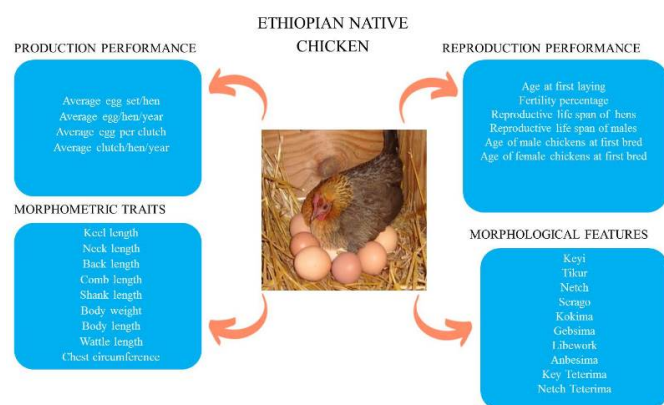 ETHIOPIAN NATIVE
CHICKEN
PRODUCTION PERFORMANCE
Average egg set/hen
Average egg/hen/year
Average egg per clutch
Average clutch/hen/year
REPRODUCTION PERFORMANCE
Age at first laying
Fertility percentage
Reproductive life span of hens
Reproductive life span of males
Age of male chickens at first bred
Age of female chickens at first bred
MORPHOMETRIC TRAITS
Keel length
Neck length
Back length
Comb length
Shank length
Body weight
Body length
Wattle length
Chest circumference
MORPHOLOGICAL FEATURES
Keyi
Tikur
Netch
Serago
Kokima
Gebsima
Libework
Anbesima
Key Teterima
Netch Teterima